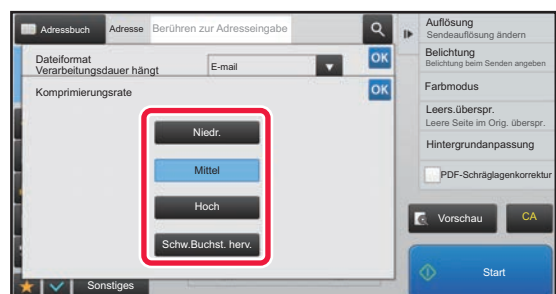 Adressbuch
Adresse
Berühren zur Adresseingabe
Dateiformat
Verarbeitungsdauer hängt
E-mail
OK
Komprimierungsrate
OK
Niedr.
Mittel
Hoch
Schw.Buchst. herv.
Sonstiges
Auflösung
Sendeauflösung ändern
Belichtung
Belichtung beim Senden angeben
Farbmodus
Leers.überspr.
Leere Seite im Orig. überspr.
Hintergrundanpassung
PDF-Schräglagenkorrektur
Vorschau
CA
Start